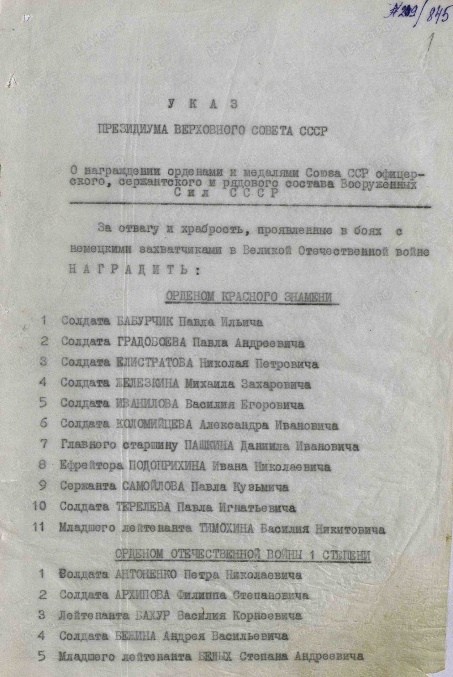 1
У К А З
ПРЕЗИДИУМА ВЕРХОВНОГО СОВЕТА СССР
О награждении орденами и медалями Союза ССР офицер-
ского, сержантского и рядового состава Вооруженных
Сил СССР
За отвагу и храбрость, проявленные в боях с
немецкими захватчиками в Великой Отечественной войне
Н А Г Р А Д И Т Ь :
ОРДЕНОМ КРАСНОГО ЗНАМЕНИ
1 Солдата БАБУРЧИК Павла Ильича
2 Солдата ГРАДОБОЕВА Павла Андреевича
3 Солдата ЕЛИСТРАТОВА Николая Петровича
4 Солдата ЖЕЛЕЗКИНА Михаила Захаровича
5 Солдата ИВАНИЛОВА Василия Егоровича
6 Солдата КОЛОМИЙЦЕВА Александра Ивановича
7 Главного старшину ПАШКИНА Даниила Ивановича
8 Ефрейтора ПОДОПРИХИНА Ивана Николаевича
9 Сержанта САМОЙЛОВА Павла Кузьмича
10 Солдата ТЕРЕЛЕВА Павла Игнатьевича
11 Младшего лейтенанта ТИМОХИНА Василия Никитовича
ОРДЕНОМ ОТЕЧЕСТВЕННОЙ ВОЙНЫ 1 СТЕПЕНИ
1 Солдата АНТОНЕНКО Петра Николаевича
2 Солдата АРХИПОВА Филиппа Степановича
3 Лейтенанта БАХУР Василия Корнеевича
4 Солдата БЕЖИНА Андрея Васильевича
5 Младшего лейтенанта БЕЛЫХ Степана Андреевича